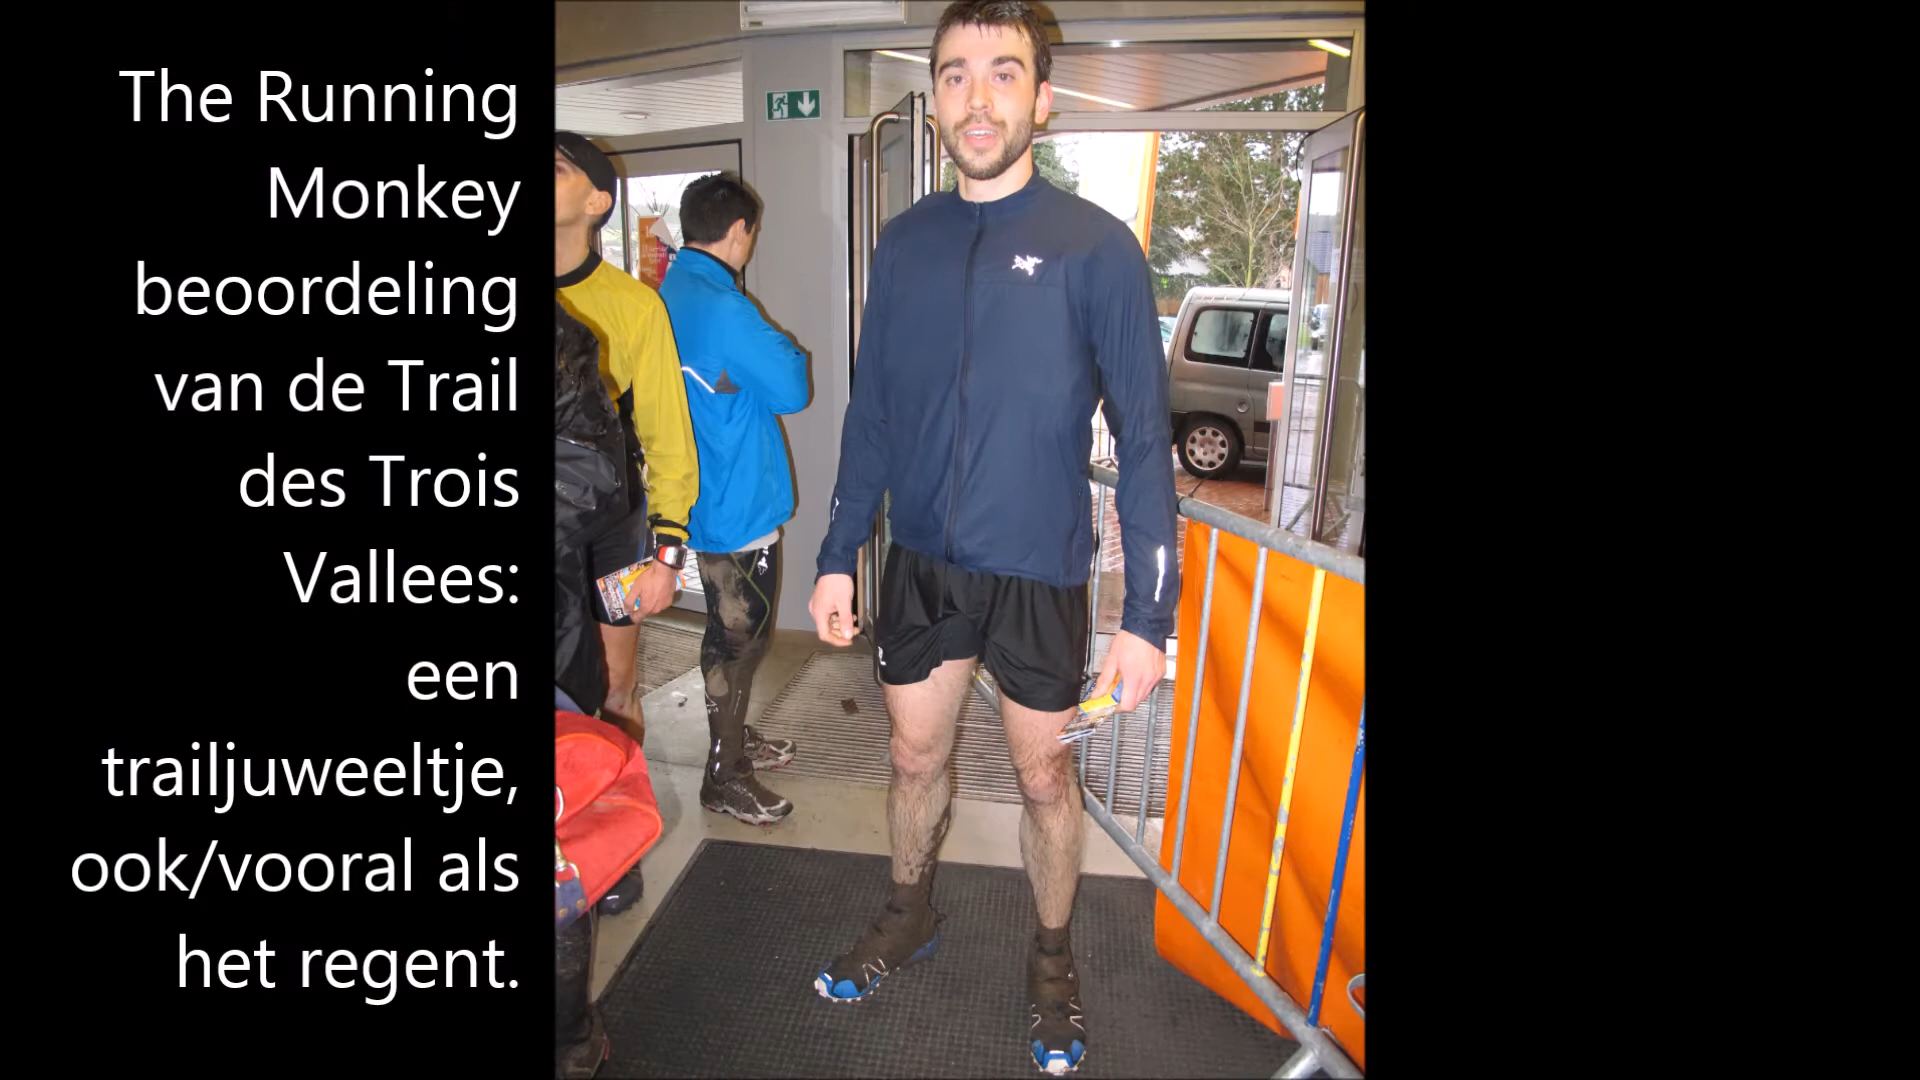 The Running
Monkey
beoordeling
van de Trail
des Trois
Vallees:
een
trailjuweeltje,
ook/vooral als
het regent.